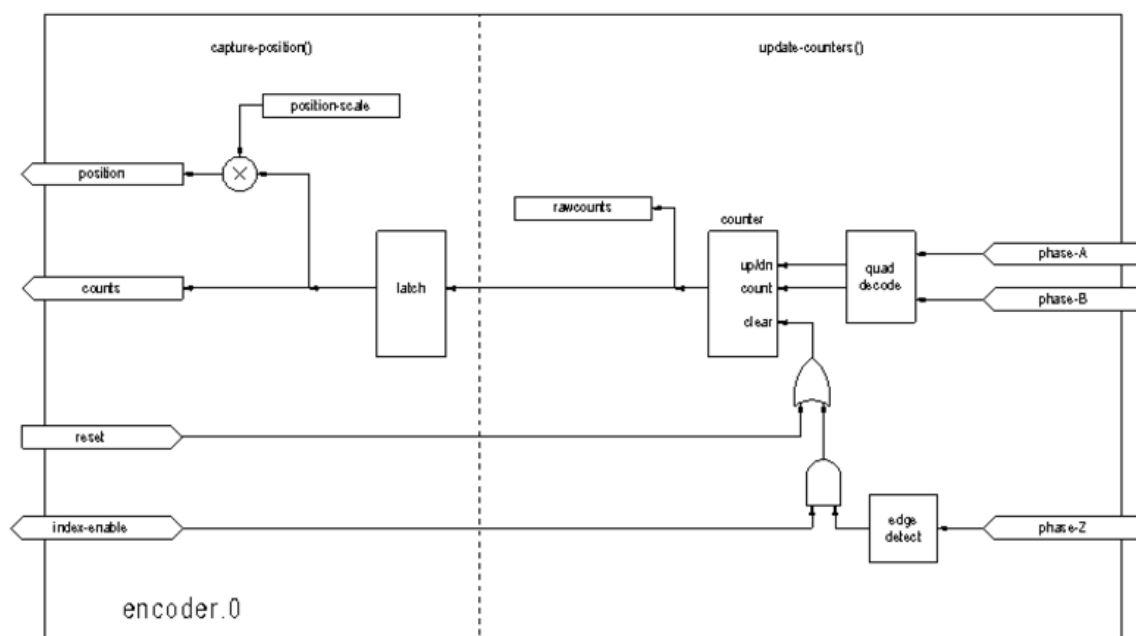 capture-position()
update-counters()
position-scale
position
rawcounts
counter
phase-A
up/dn
quad
decode
counts
latch
count
phase-B
clear
reset
index-enable
edge
detect
phase-Z
encoder.0